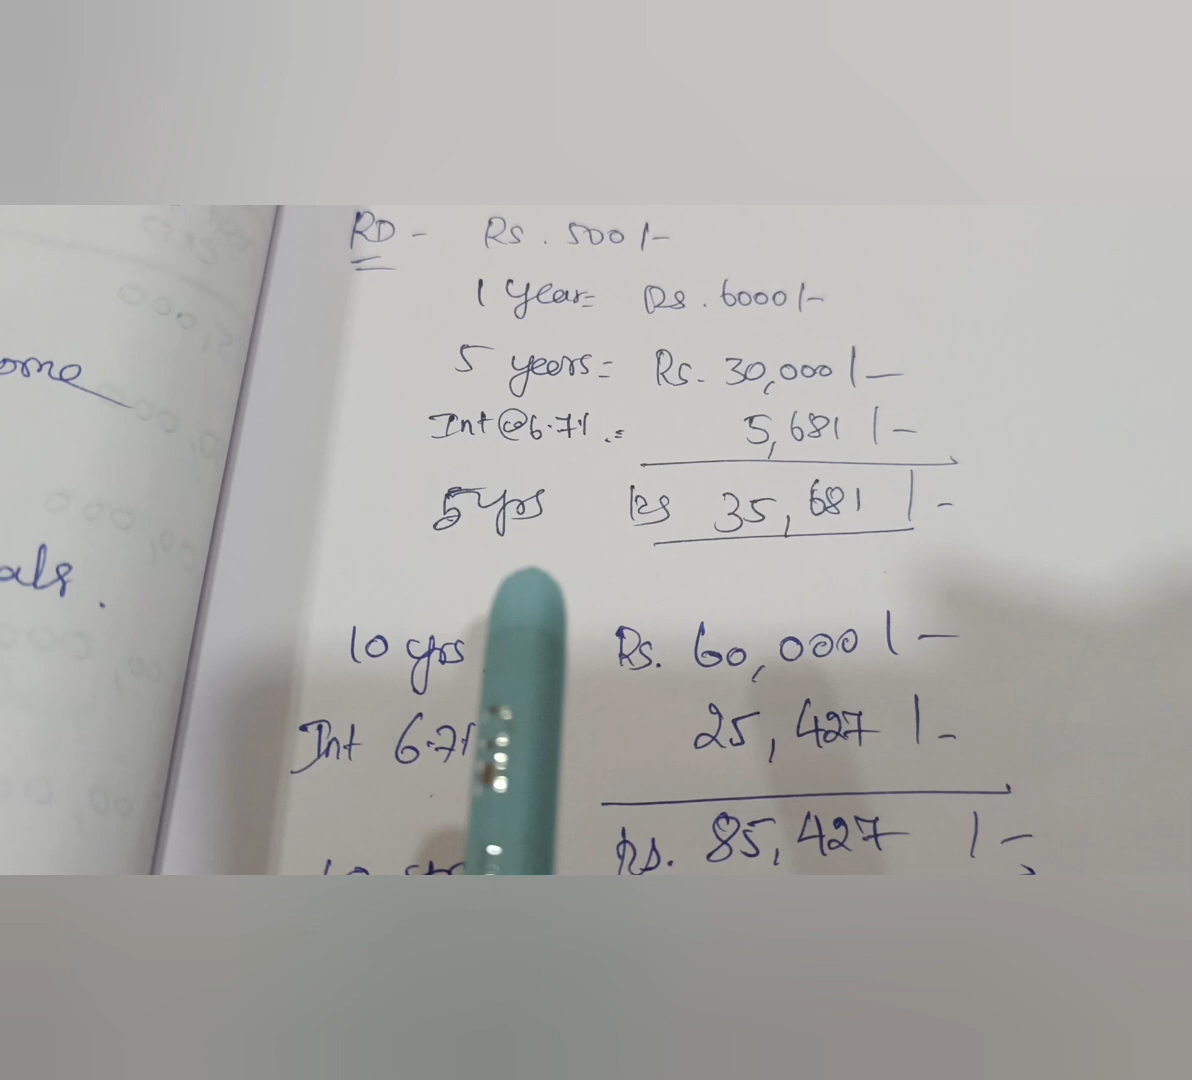 ome
als.
RD - Rs. 500/-
1 year= Rs. 6000/-
5 years= Rs. 30,000/-
Int@6.7% .= 5,681/-
5yrs Rs 35,681/-
10 yrs Rs. 60,000/-
Int 6.7% 25,427/-
Rs. 85,427/-